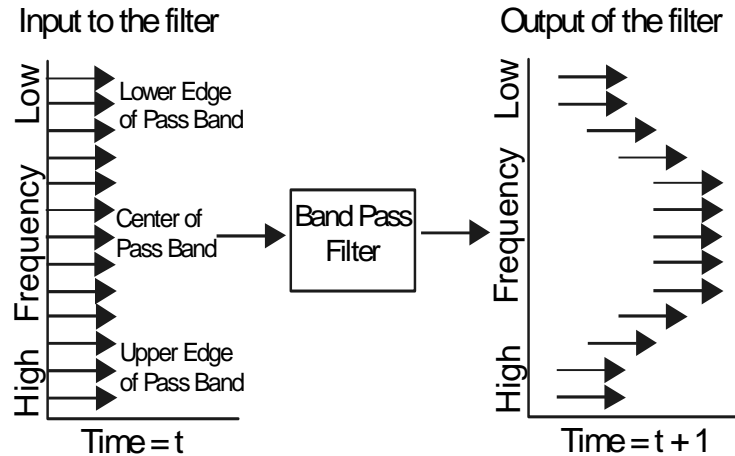 Input to the filter
Low
Frequency
High
Lower Edge
of Pass Band
Center of
Pass Band
Upper Edge
of Pass Band
Time = t
Band Pass
Filter
Output of the filter
Low
Frequency
High
Time = t + 1